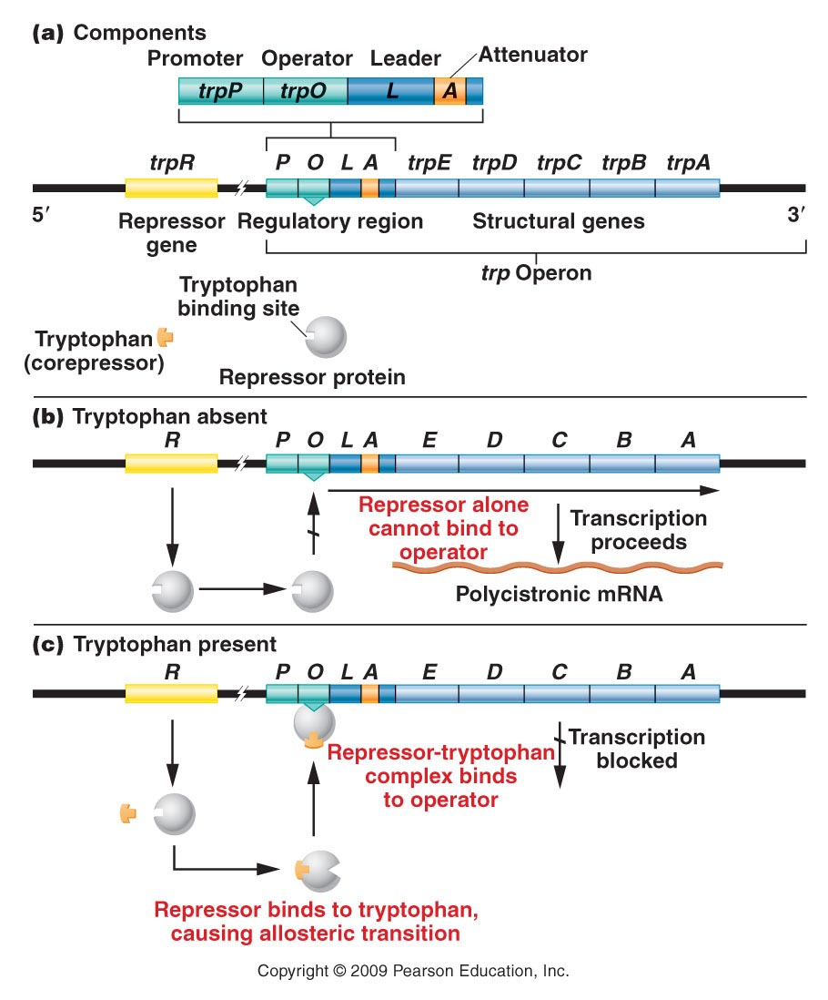 (a) Components
Promoter Operator Leader Attenuator
trpP trpO L A
trpR P O L A trpE trpD trpC trpB trpA
5′ 3′
Repressor gene
Regulatory region
Structural genes
trp Operon
Tryptophan
binding site
Tryptophan
(corepressor)
Repressor protein
(b) Tryptophan absent
R P O L A E D C B A
Repressor alone
cannot bind to
operator
Transcription
proceeds
Polycistronic mRNA
(c) Tryptophan present
R P O L A E D C B A
Transcription
blocked
Repressor-tryptophan
complex binds
to operator
Repressor binds to tryptophan,
causing allosteric transition
Copyright © 2009 Pearson Education, Inc.